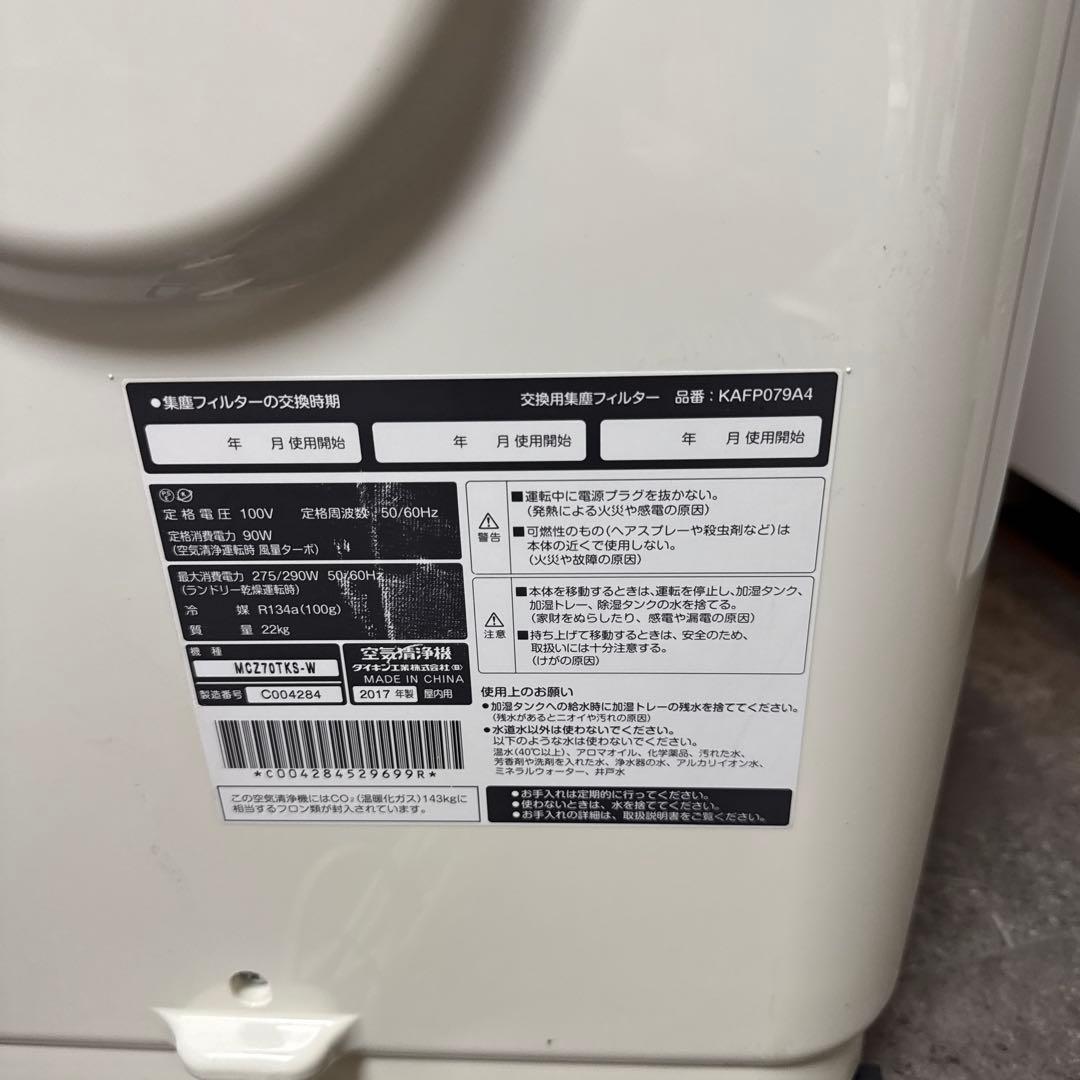 ●集塵フィルターの交換時期
交換用集塵フィルター 品番：KAFP079A4
年 月 使用開始
年 月 使用開始
年 月 使用開始
定格電圧 100V 定格周波数 50/60Hz
定格消費電力 90W
(空気清浄運転時 風量ターボ)
最大消費電力 275/290W 50/60Hz
(ランドリー乾燥運転時)
冷媒 R134a(100g)
質量 22kg
機種
MCZ70TKS-W
製造番号 C004284
空気清浄機
ダイキン工業株式会社
MADE IN CHINA
2017 年製 屋内用
*C004284529699R*
この空気清浄機にはCO₂(温暖化ガス)143kgに
相当するフロン類が封入されています。
警告
■運転中に電源プラグを抜かない。
(発熱による火災や感電の原因)
■可燃性のもの(ヘアスプレーや殺虫剤など)は
本体の近くで使用しない。
(火災や故障の原因)
注意
■本体を移動するときは、運転を停止し、加湿タンク、
加湿トレー、除湿タンクの水を捨てる。
(家財をぬらしたり、感電や漏電の原因)
■持ち上げて移動するときは、安全のため、
取扱いには十分注意する。
(けがの原因)
使用上のお願い
●加湿タンクへの給水時に加湿トレーの残水を捨ててください。
(残水があるとニオイや汚れの原因)
●水道水以外は使わないでください。
以下のような水は使わないでください。
温水(40℃以上)、アロマオイル、化学薬品、汚れた水、
芳香剤や洗剤を入れた水、浄水器の水、アルカリイオン水、
ミネラルウォーター、井戸水
●お手入れは定期的に行ってください。
●使わないときは、水を捨ててください。
●お手入れの詳細は、取扱説明書をご覧ください。